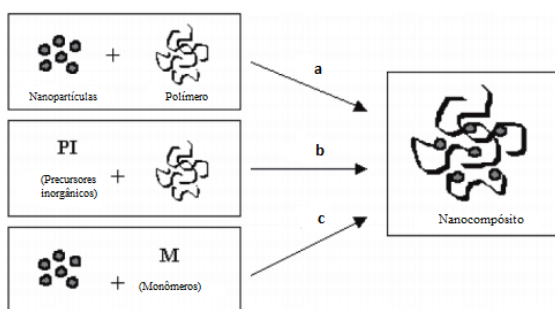 +
Nanopartículas Polímero
a
PI
(Precursores
inorgânicos)
+
b
Nanocompósito
+
M
(Monômeros)
c